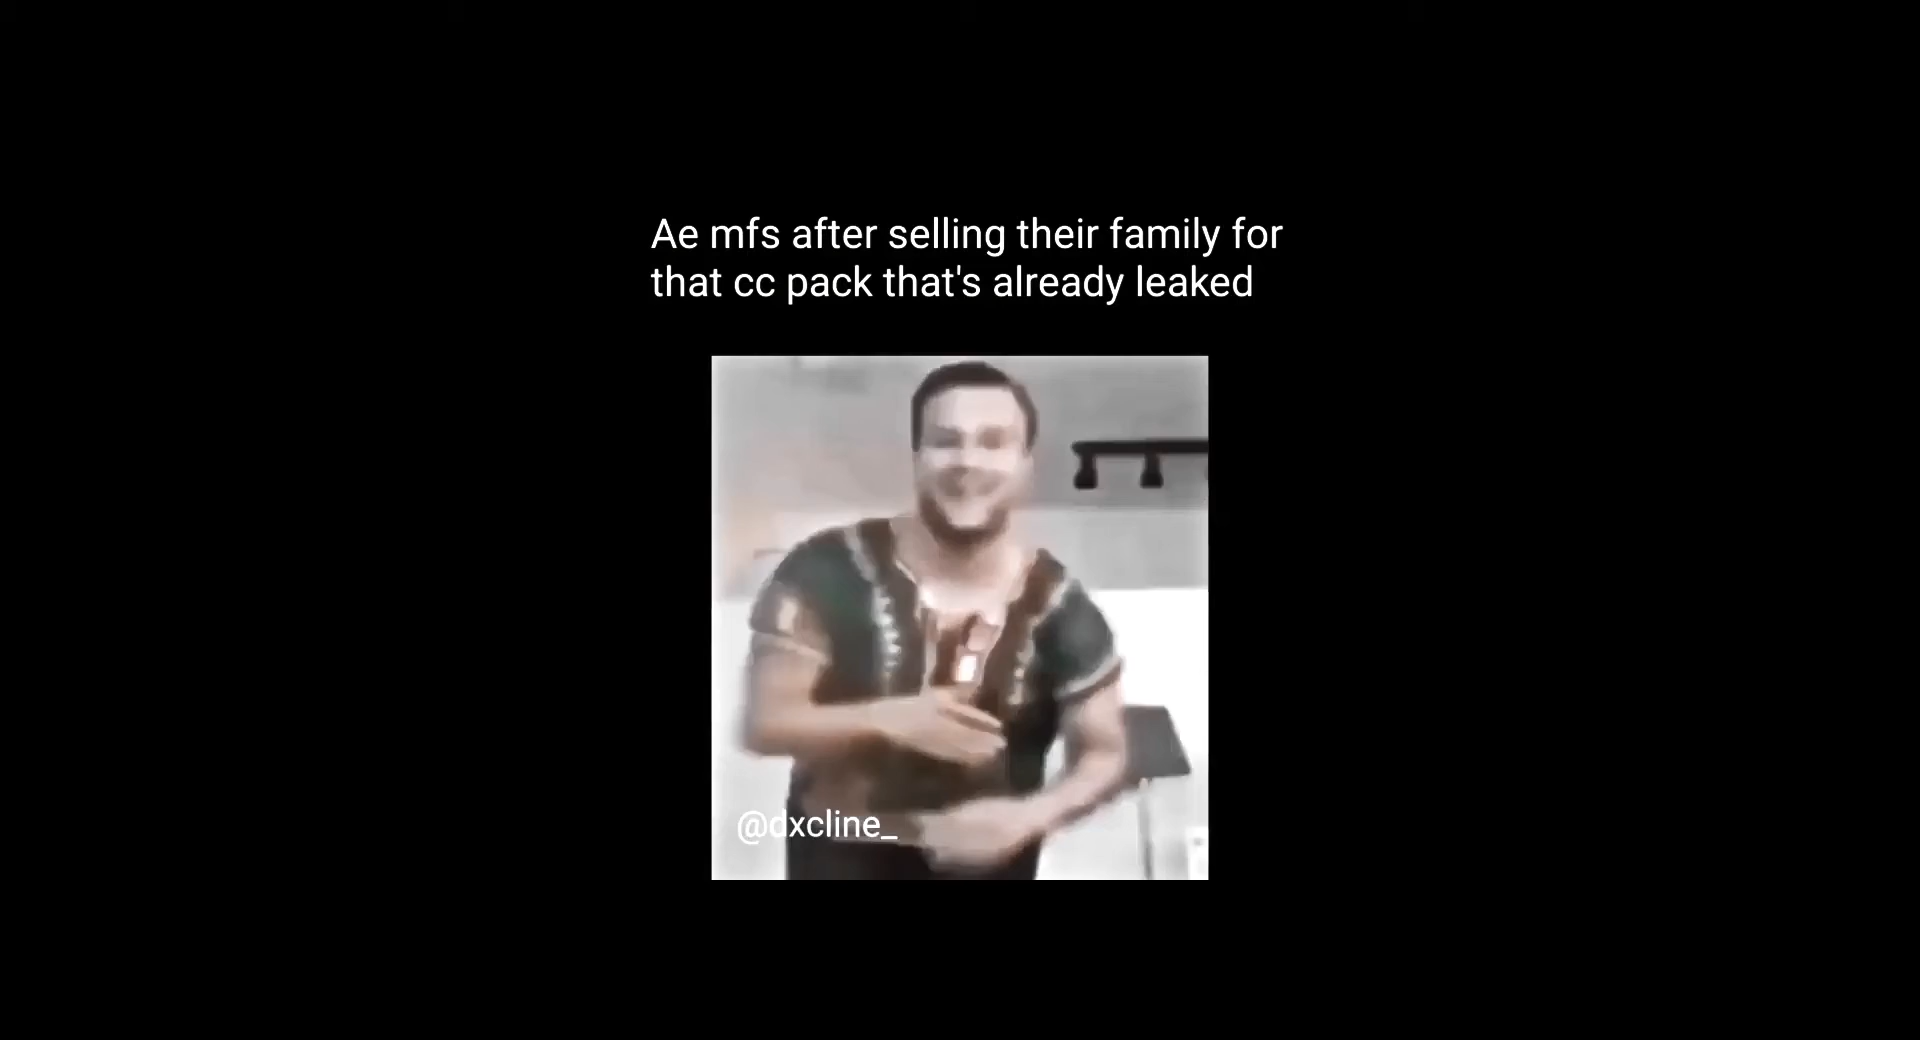 Ae mfs after selling their family for
that cc pack that's already leaked
@dxcline_